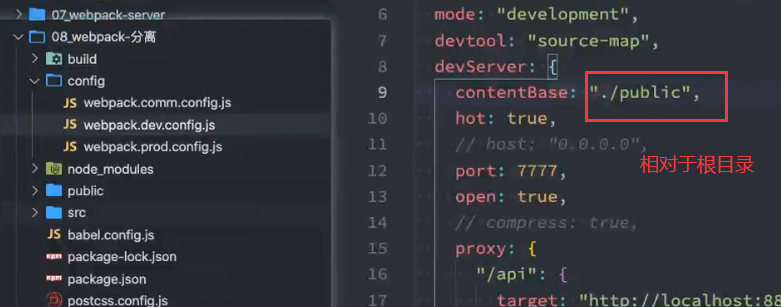 07_webpack-server
08_webpack-分离
build
config
webpack.comm.config.js
webpack.dev.config.js
webpack.prod.config.js
node_modules
public
src
babel.config.js
package-lock.json
package.json
postcss.config.js
6 mode: "development",
7 devtool: "source-map",
8 devServer: {
9 contentBase: "./public",
10 hot: true,
11 // host: "0.0.0.0",
12 port: 7777,
13 open: true,
14 // compress: true,
15 proxy: {
16 "/api": {
17 target: "http://localhost:88
相对于根目录